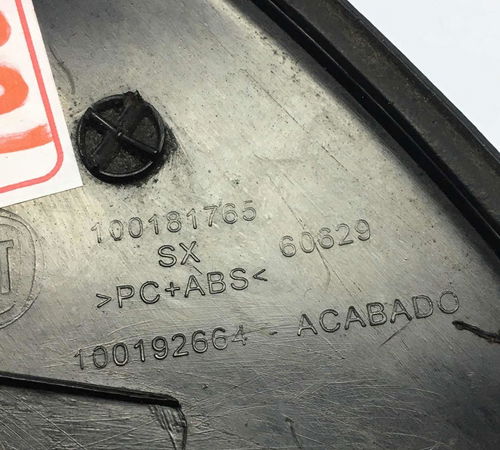 100181765
SX 60629
>PC+ABS<
100192664 - ACABADO